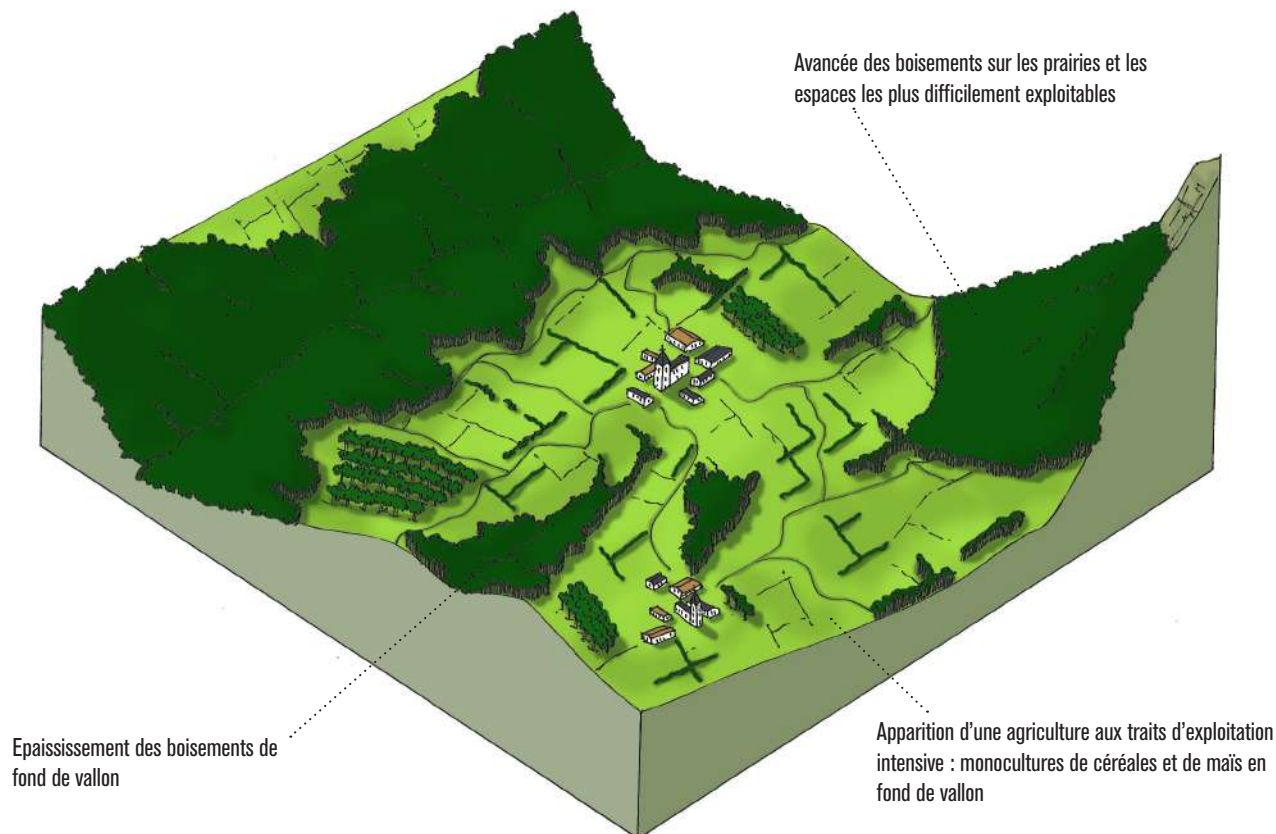 Avancée des boisements sur les prairies et les
espaces les plus difficilement exploitables
Epaississement des boisements de
fond de vallon
Apparition d’une agriculture aux traits d’exploitation
intensive : monocultures de céréales et de maïs en
fond de vallon